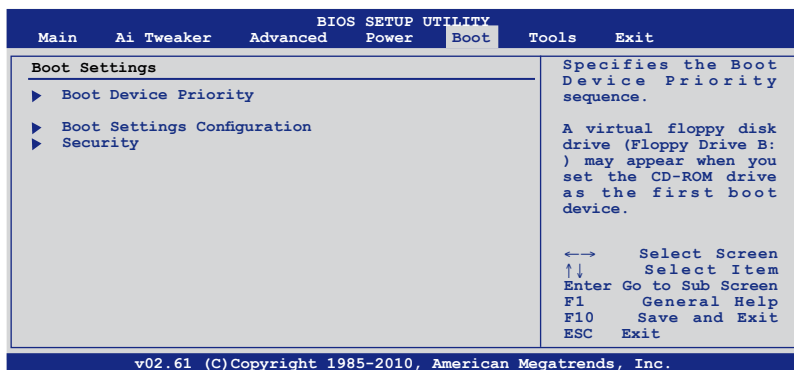 BIOS SETUP UTILITY
Main Ai Tweaker Advanced Power Boot Tools Exit
Boot Settings
Boot Device Priority
Boot Settings Configuration
Security
Specifies the Boot
Device Priority
sequence.
A virtual floppy disk
drive (Floppy Drive B:
) may appear when you
set the CD-ROM drive
as the first boot
device.
←→ Select Screen
↑↓ Select Item
Enter Go to Sub Screen
F1 General Help
F10 Save and Exit
ESC Exit
v02.61 (C)Copyright 1985-2010, American Megatrends, Inc.